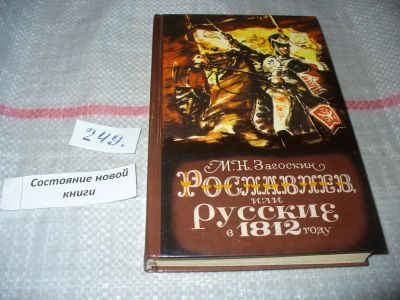 249.
Состояние новой
книги
М.Н. Загоскин
Рославлев,
или
Русские
в 1812 году